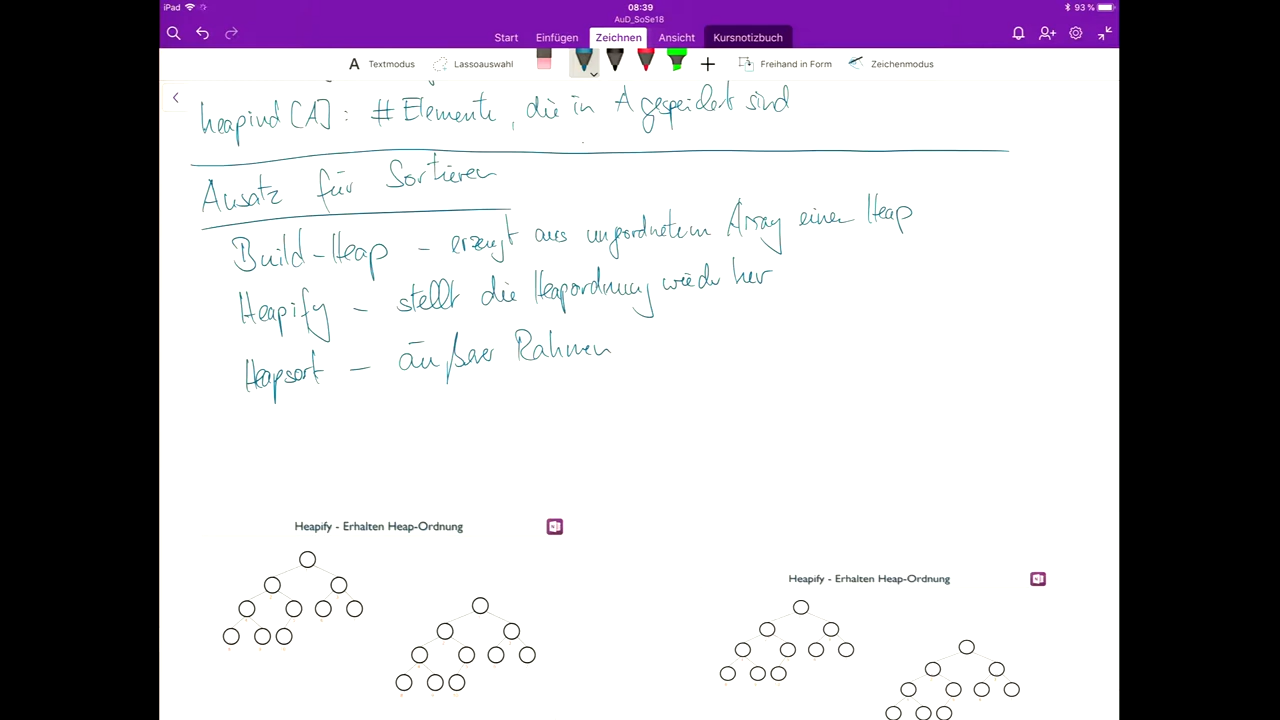 iPad 08:39 93 %
AuD_SoSe18
Start Einfügen Zeichnen Ansicht Kursnotizbuch
A Textmodus Lassoauswahl Freihand in Form Zeichenmodus
heapind [A] : # Elemente, die in A gespeichert sind
Ansatz für Sortieren
Build-Heap - erzeugt aus ungeordnetem Array einen Heap
Heapify - stellt die Heapordnung wieder her
Heapsort - äußerer Rahmen
Heapify - Erhalten Heap-Ordnung
Heapify - Erhalten Heap-Ordnung